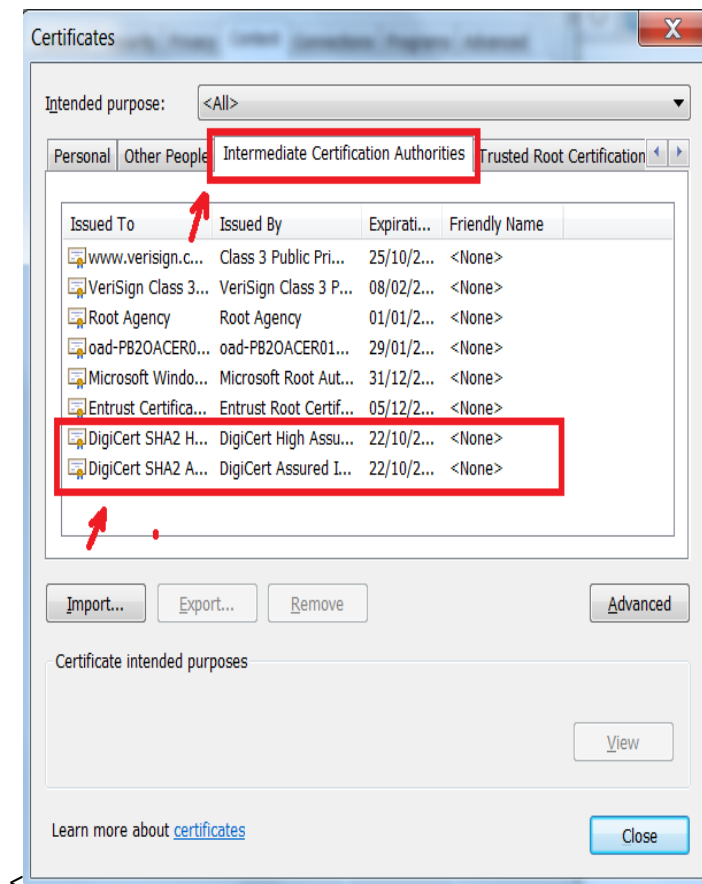 Certificates
Intended purpose: <All>
Personal Other People Intermediate Certification Authorities Trusted Root Certification
Issued To Issued By Expirati... Friendly Name
www.verisign.c... Class 3 Public Pri... 25/10/2... <None>
VeriSign Class 3... VeriSign Class 3 P... 08/02/2... <None>
Root Agency Root Agency 01/01/2... <None>
oad-PB2OACER0... oad-PB2OACER01... 29/01/2... <None>
Microsoft Windo... Microsoft Root Aut... 31/12/2... <None>
Entrust Certifica... Entrust Root Certif... 05/12/2... <None>
DigiCert SHA2 H... DigiCert High Assu... 22/10/2... <None>
DigiCert SHA2 A... DigiCert Assured I... 22/10/2... <None>
Import... Export... Remove Advanced
Certificate intended purposes
View
Learn more about certificates
Close
<